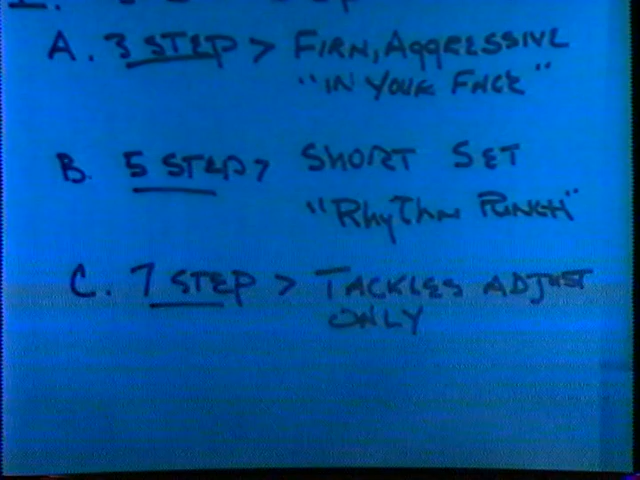 A. 3 STEP > FIRM, AGGRESSIVE
"IN YOUR FACE"
B. 5 STEP > SHORT SET
"RhyThm PUNCH"
C. 7 STEP > TACKLES ADJUST
ONLY